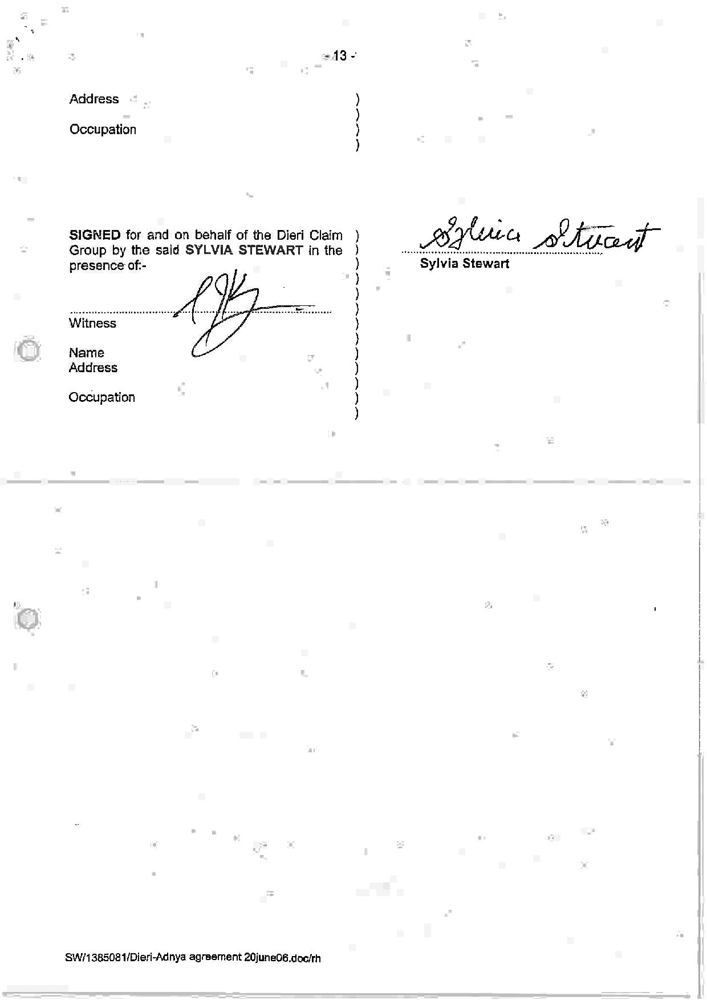 - 13 -
Address )
)
Occupation )
)
SIGNED for and on behalf of the Dieri Claim )
Group by the said SYLVIA STEWART in the )
presence of:- )
Sylvia Stewart
Sylvia Stewart
)
)
)
Witness )
)
Name )
Address )
)
Occupation )
)
SW/1385081/Dieri-Adnya agreement 20june06.doc/rh